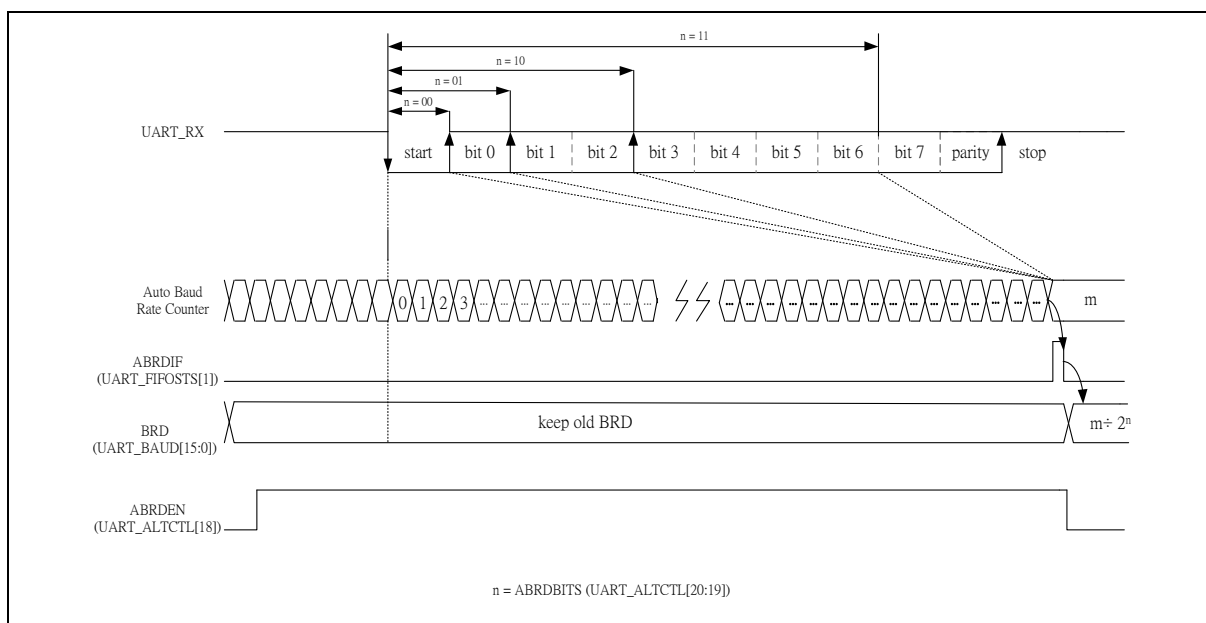 n = 11
n = 10
n = 01
n = 00
UART_RX
start bit 0 bit 1 bit 2 bit 3 bit 4 bit 5 bit 6 bit 7 parity stop
Auto Baud
Rate Counter
0 1 2 3 ... ... ... ... ... ... ... ... ... ... ... ... ... ... ... ... ... ... ... ... ... m
ABRDIF
(UART_FIFOSTS[1])
BRD
(UART_BAUD[15:0])
keep old BRD
m÷ 2ⁿ
ABRDEN
(UART_ALTCTL[18])
n = ABRDBITS (UART_ALTCTL[20:19])